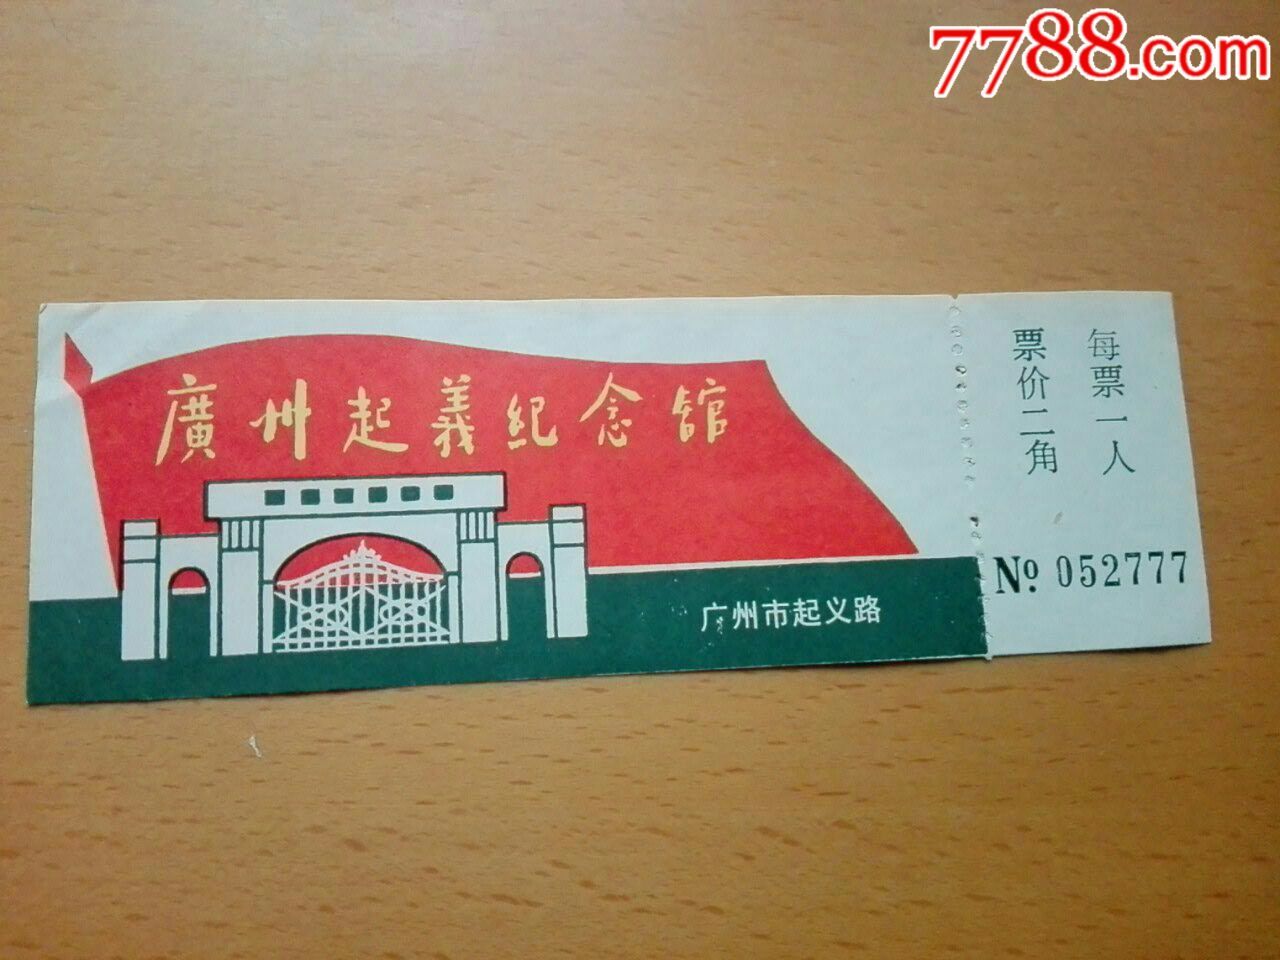 7788.com
廣州起義紀念館
广州市起义路
每票一人
票价二角
No. 052777